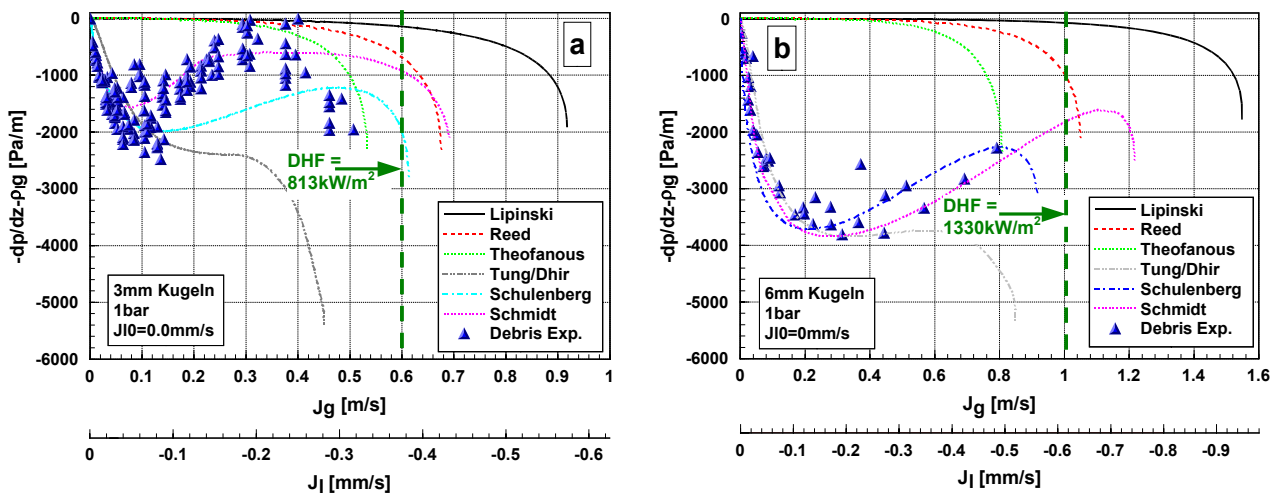 0
-1000
-2000
-3000
-4000
-5000
-6000
-dp/dz-ρlg [Pa/m]
a
DHF =
813kW/m²
3mm Kugeln
1bar
Jl0=0.0mm/s
Lipinski
Reed
Theofanous
Tung/Dhir
Schulenberg
Schmidt
Debris Exp.
0 0.1 0.2 0.3 0.4 0.5 0.6 0.7 0.8 0.9 1
Jg [m/s]
0 -0.1 -0.2 -0.3 -0.4 -0.5 -0.6
Jl [mm/s]
0
-1000
-2000
-3000
-4000
-5000
-6000
-dp/dz-ρlg [Pa/m]
b
DHF =
1330kW/m²
6mm Kugeln
1bar
Jl0=0mm/s
Lipinski
Reed
Theofanous
Tung/Dhir
Schulenberg
Schmidt
Debris Exp.
0 0.2 0.4 0.6 0.8 1 1.2 1.4 1.6
Jg [m/s]
0 -0.1 -0.2 -0.3 -0.4 -0.5 -0.6 -0.7 -0.8 -0.9
Jl [mm/s]